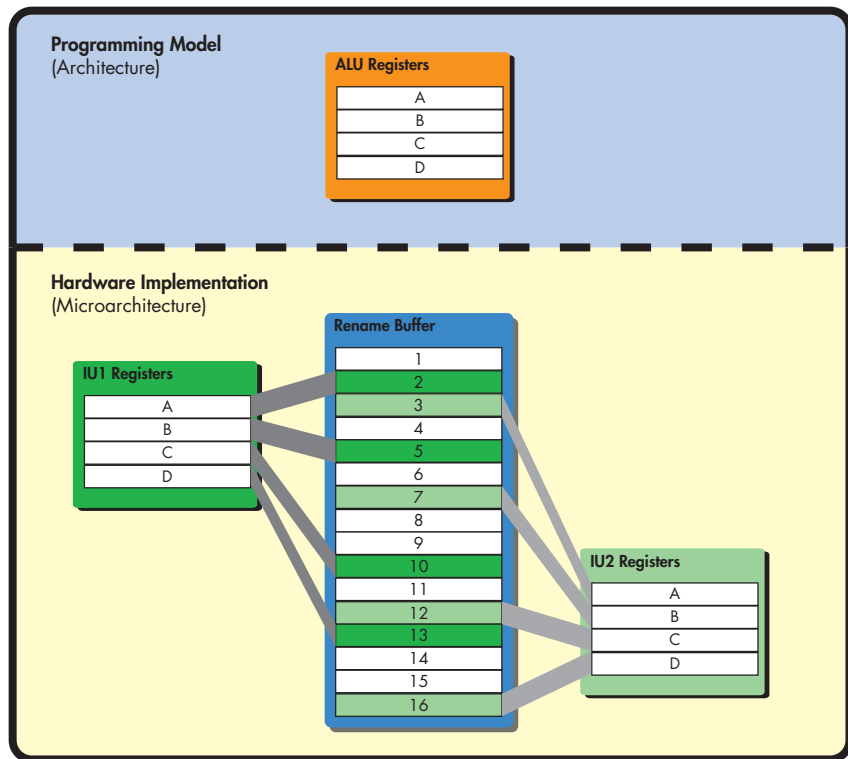 Programming Model
(Architecture)
ALU Registers
A
B
C
D
Hardware Implementation
(Microarchitecture)
Rename Buffer
1
2
3
4
5
6
7
8
9
10
11
12
13
14
15
16
IU1 Registers
A
B
C
D
IU2 Registers
A
B
C
D